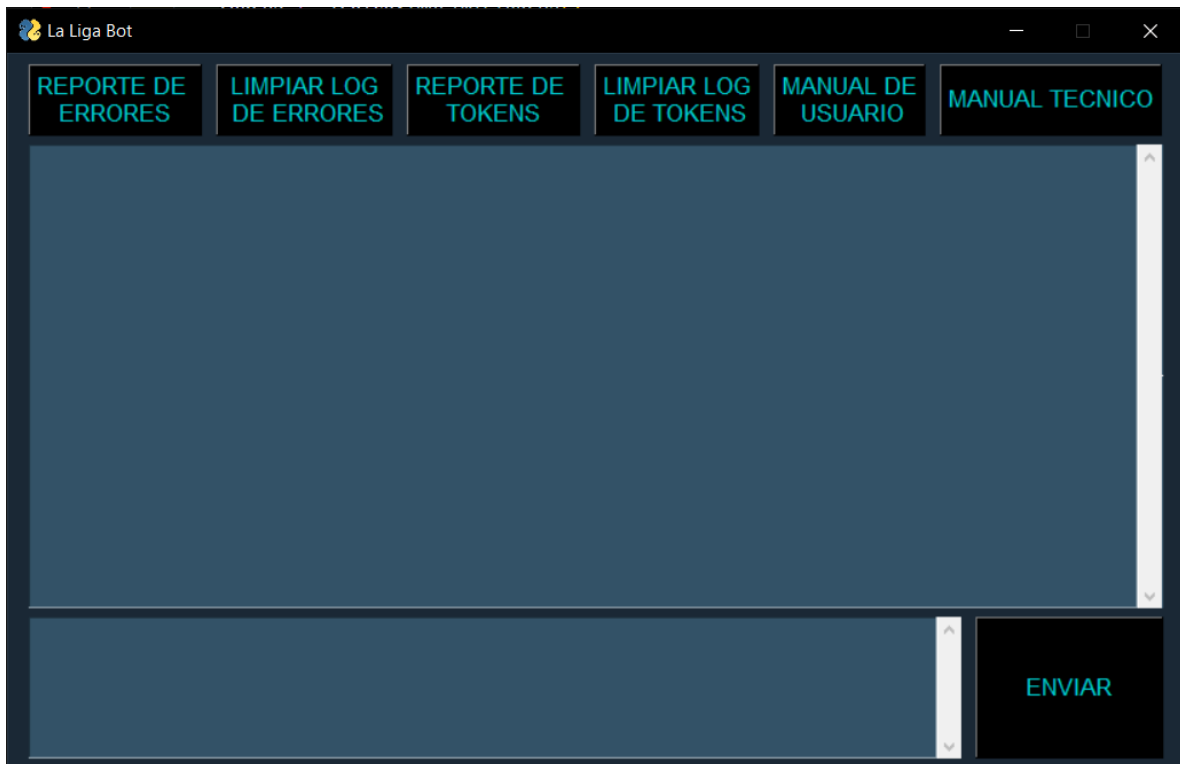 La Liga Bot
REPORTE DE
ERRORES
LIMPIAR LOG
DE ERRORES
REPORTE DE
TOKENS
LIMPIAR LOG
DE TOKENS
MANUAL DE
USUARIO
MANUAL TECNICO
ENVIAR